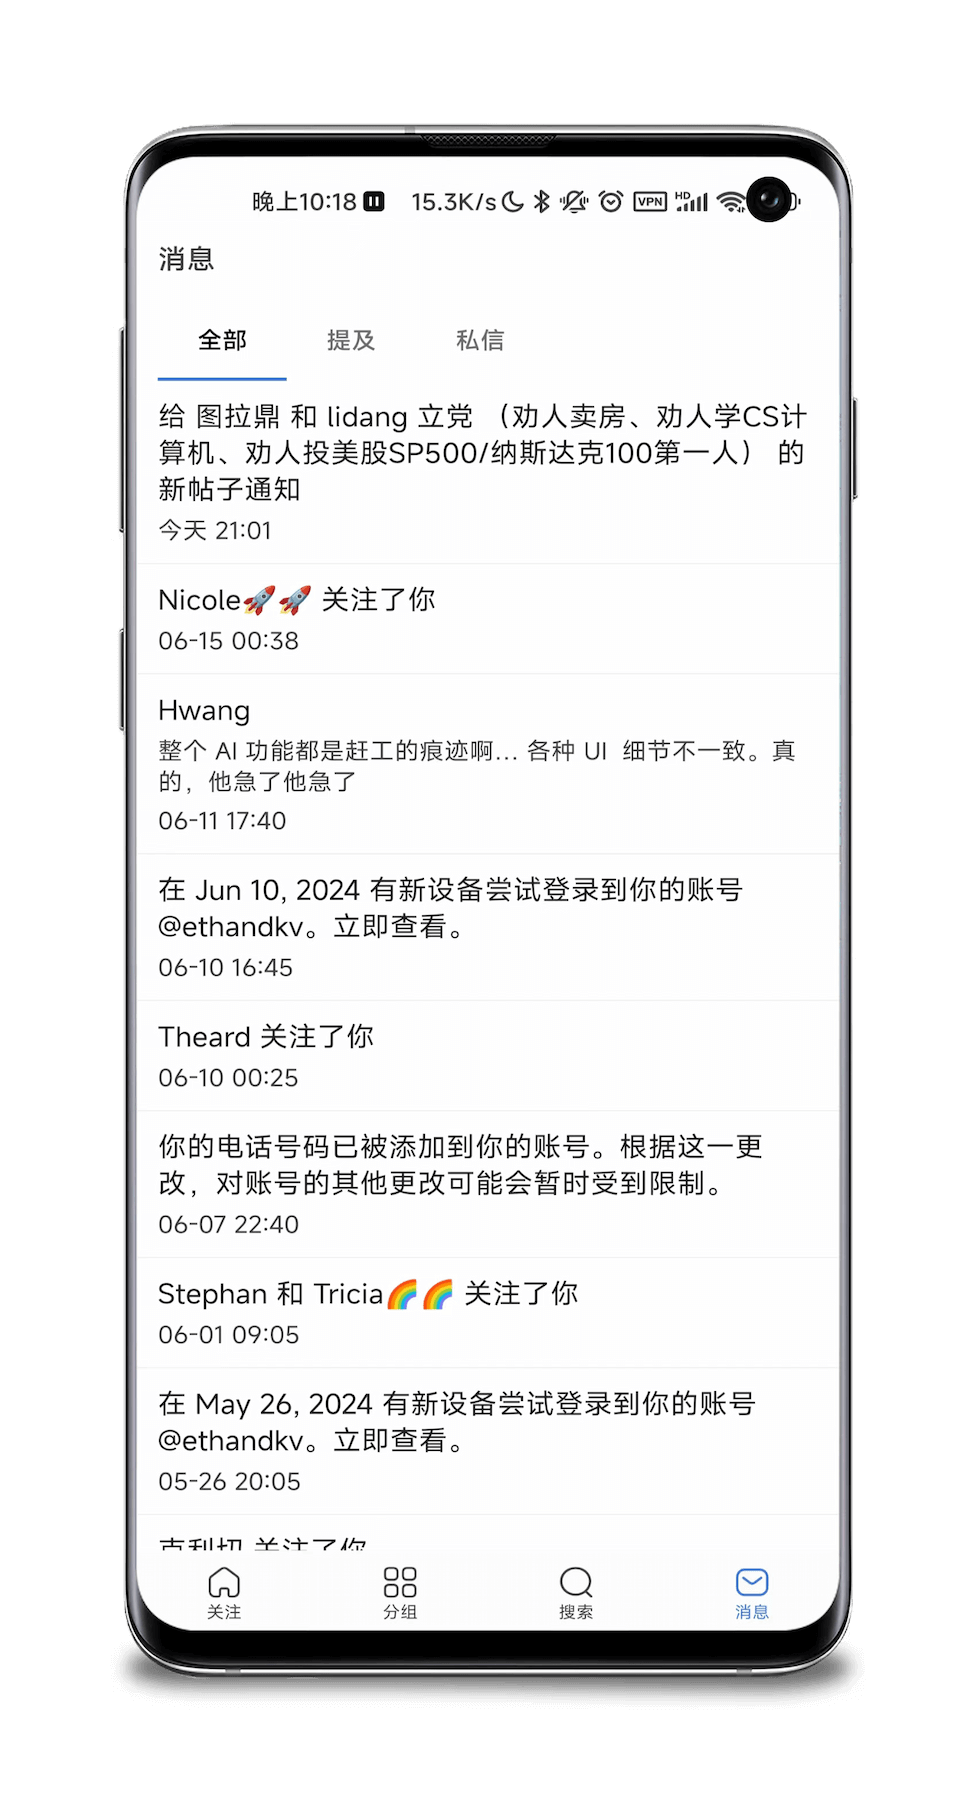 晚上10:18 15.3K/s VPN HD
消息
全部 提及 私信
给 图拉鼎 和 lidang 立党 （劝人卖房、劝人学CS计
算机、劝人投美股SP500/纳斯达克100第一人） 的
新帖子通知
今天 21:01
Nicole🚀🚀 关注了你
06-15 00:38
Hwang
整个 AI 功能都是赶工的痕迹啊... 各种 UI 细节不一致。真
的，他急了他急了
06-11 17:40
在 Jun 10, 2024 有新设备尝试登录到你的账号
@ethandkv。立即查看。
06-10 16:45
Theard 关注了你
06-10 00:25
你的电话号码已被添加到你的账号。根据这一更
改，对账号的其他更改可能会暂时受到限制。
06-07 22:40
Stephan 和 Tricia🌈🌈 关注了你
06-01 09:05
在 May 26, 2024 有新设备尝试登录到你的账号
@ethandkv。立即查看。
05-26 20:05
克利切 关注了你
关注 分组 搜索 消息